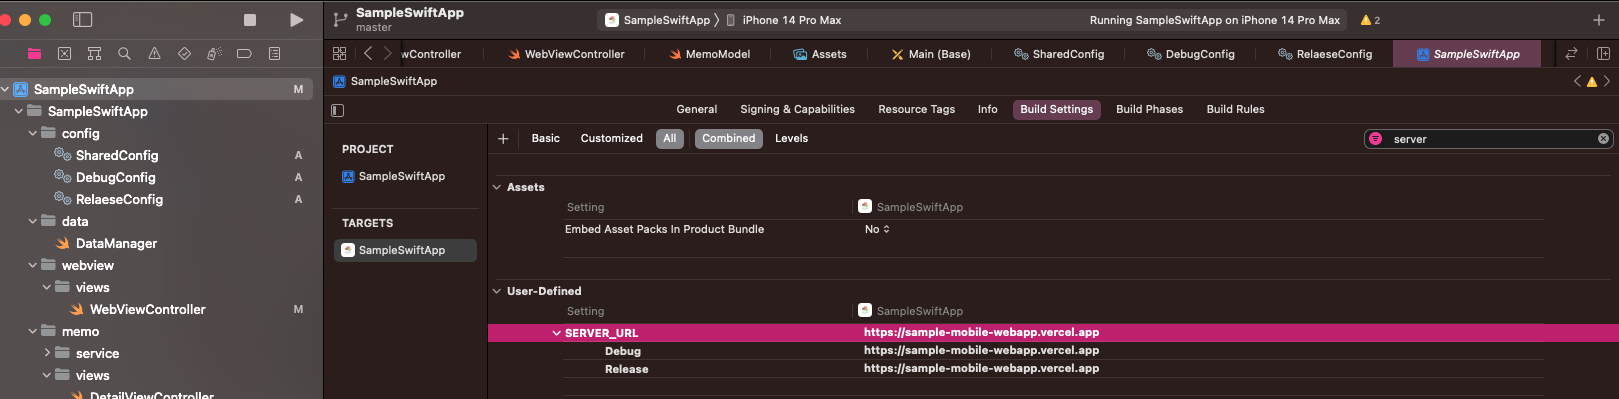 SampleSwiftApp
master
SampleSwiftApp
iPhone 14 Pro Max
Running SampleSwiftApp on iPhone 14 Pro Max
2
wController
WebViewController
MemoModel
Assets
Main (Base)
SharedConfig
DebugConfig
RelaeseConfig
SampleSwiftApp
SampleSwiftApp
SampleSwiftApp M
SampleSwiftApp
config
SharedConfig A
DebugConfig A
RelaeseConfig A
data
DataManager
webview
views
WebViewController M
memo
service
views
DetailViewController
General
Signing & Capabilities
Resource Tags
Info
Build Settings
Build Phases
Build Rules
PROJECT
SampleSwiftApp
TARGETS
SampleSwiftApp
Basic
Customized
All
Combined
Levels
server
Assets
Setting SampleSwiftApp
Embed Asset Packs In Product Bundle No
User-Defined
Setting SampleSwiftApp
SERVER_URL https://sample-mobile-webapp.vercel.app
Debug https://sample-mobile-webapp.vercel.app
Release https://sample-mobile-webapp.vercel.app